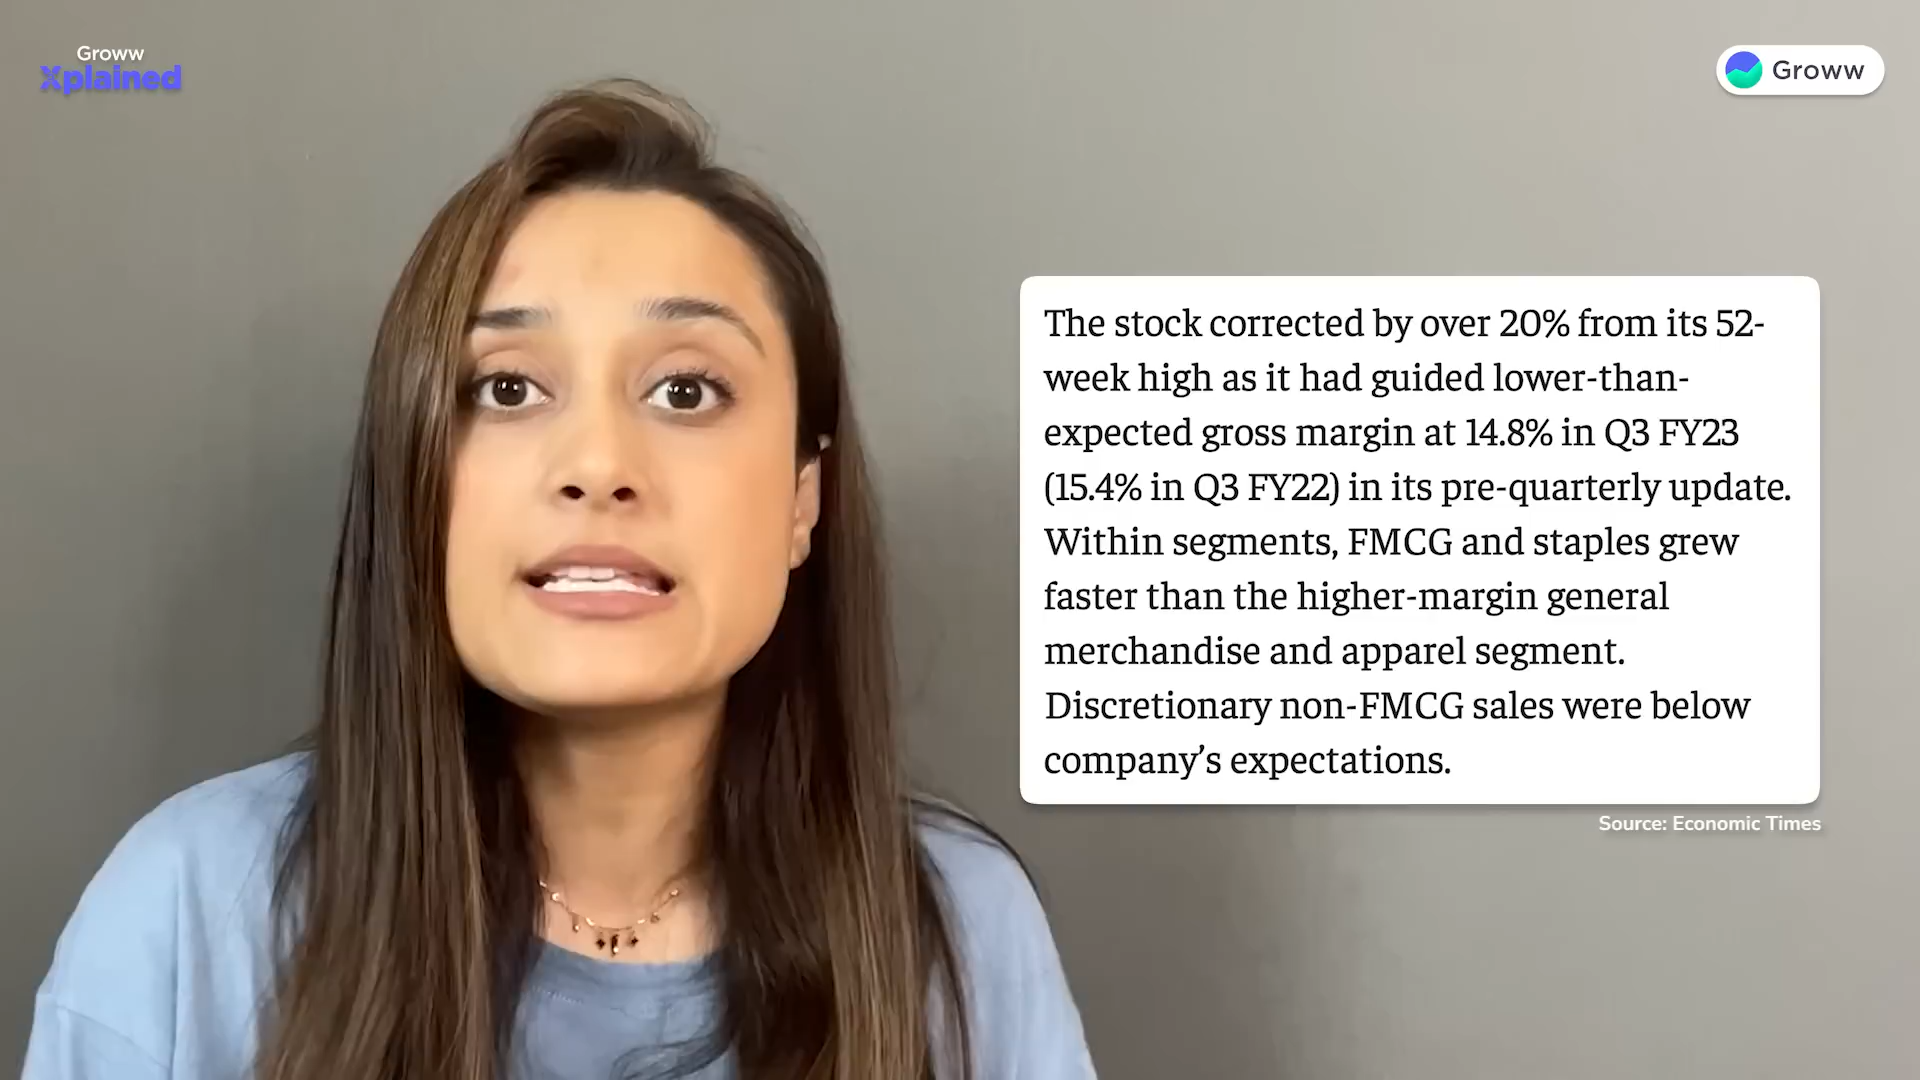 Groww
Xplained
Groww
The stock corrected by over 20% from its 52-
week high as it had guided lower-than-
expected gross margin at 14.8% in Q3 FY23
(15.4% in Q3 FY22) in its pre-quarterly update.
Within segments, FMCG and staples grew
faster than the higher-margin general
merchandise and apparel segment.
Discretionary non-FMCG sales were below
company’s expectations.
Source: Economic Times